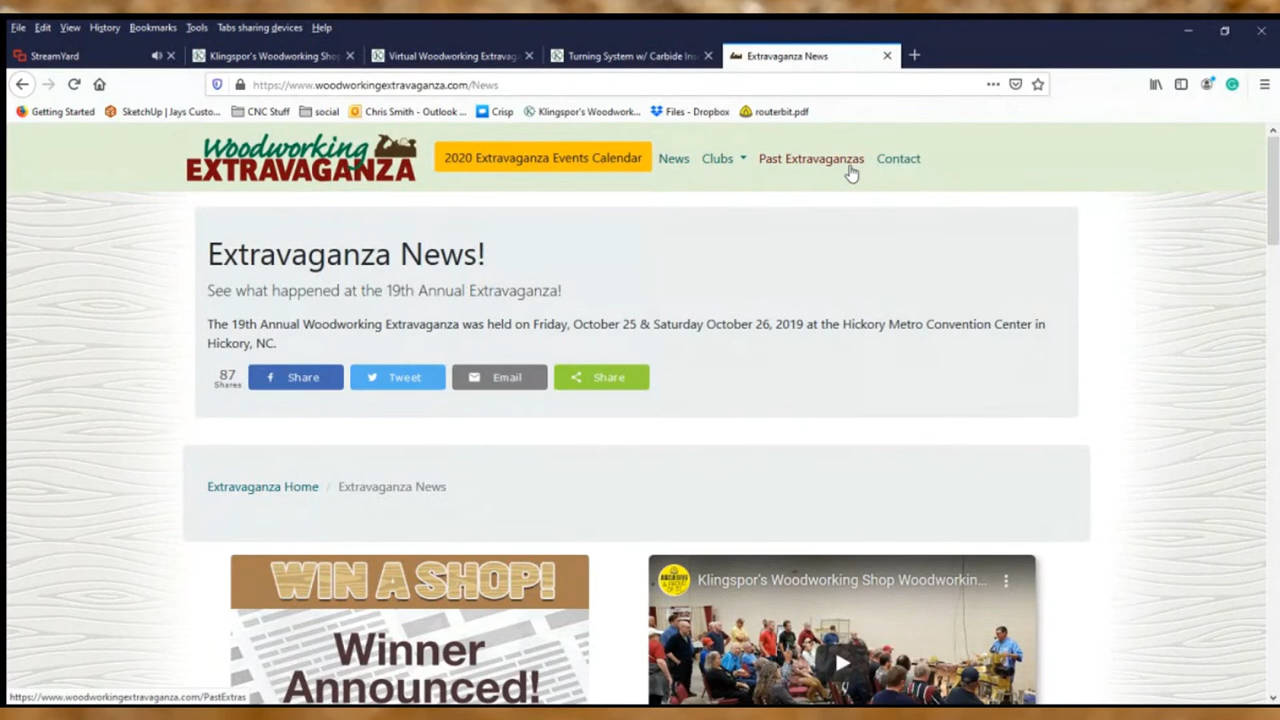 File Edit View History Bookmarks Tools Tabs sharing devices Help
StreamYard
Klingspor's Woodworking Shop
Virtual Woodworking Extravag
Turning System w/ Carbide In
Extravaganza News
https://www.woodworkingextravaganza.com/News
Getting Started
SketchUp | Jays Custo...
CNC Stuff
social
Chris Smith - Outlook ...
Crisp
Klingspor's Woodwork...
Files - Dropbox
routerbit.pdf
Woodworking
EXTRAVAGANZA
2020 Extravaganza Events Calendar
News
Clubs
Past Extravaganzas
Contact
Extravaganza News!
See what happened at the 19th Annual Extravaganza!
The 19th Annual Woodworking Extravaganza was held on Friday, October 25 & Saturday October 26, 2019 at the Hickory Metro Convention Center in
Hickory, NC.
87
Shares
Share
Tweet
Email
Share
Extravaganza Home / Extravaganza News
WIN A SHOP!
Winner
Announced!
Klingspor's Woodworking Shop Woodworkin...
https://www.woodworkingextravaganza.com/PastExtras